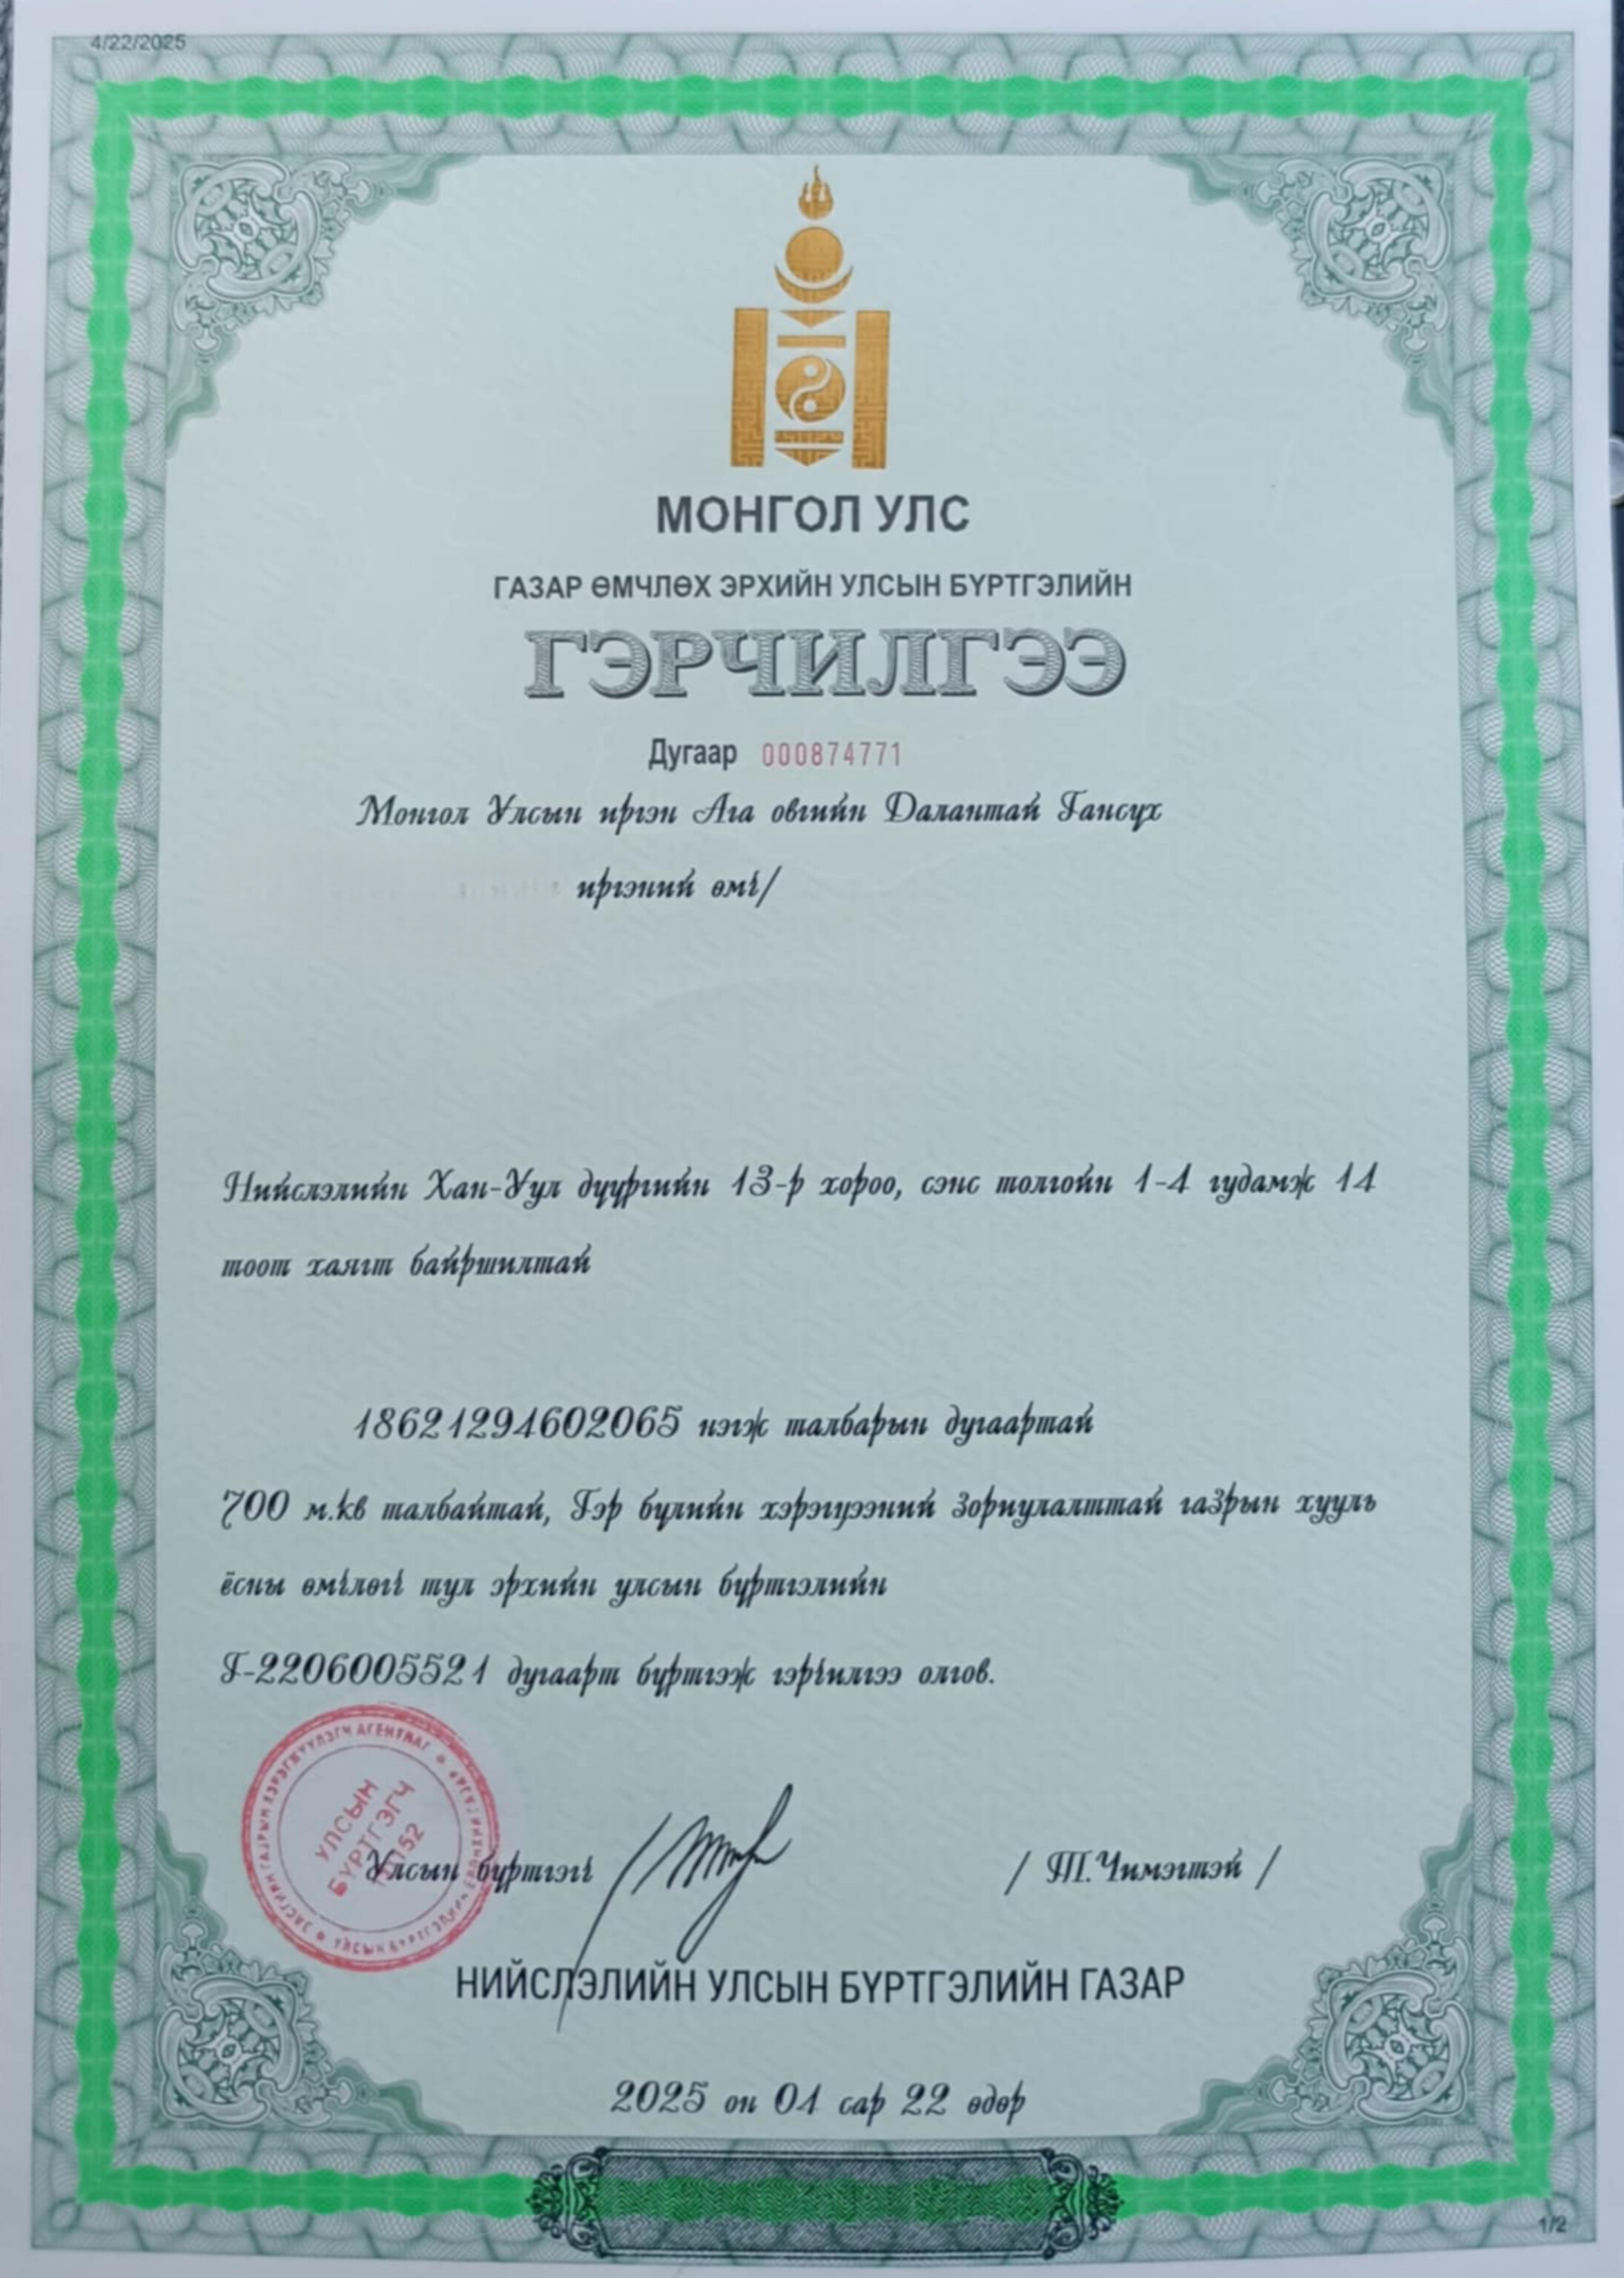 4/22/2025
МОНГОЛ УЛС
ГАЗАР ӨМЧЛӨХ ЭРХИЙН УЛСЫН БҮРТГЭЛИЙН
ГЭРЧИЛГЭЭ
Дугаар 000874771
Монгол Улсын иргэн Ага овгийн Далантай Гансүх
иргэний өмч/
Нийслэлийн Хан-Уул дүүргийн 13-р хороо, сэнс толгойн 1-4 гудамж 14
тоот хаягт байршилтай
18621294602065 нэгж талбарын дугаартай
700 м.кв талбайтай, Гэр бүлийн хэрэгцээний зориулалттай газрын хууль
ёсны өмчлөгч тул эрхийн улсын бүртгэлийн
Г-2206005521 дугаарт бүртгэж гэрчилгээ олгов.
УЛСЫН
БҮРТГЭГЧ
152
Улсын бүртгэгч / Т.Чимэгтэй /
НИЙСЛЭЛИЙН УЛСЫН БҮРТГЭЛИЙН ГАЗАР
2025 он 01 сар 22 өдөр
1/2